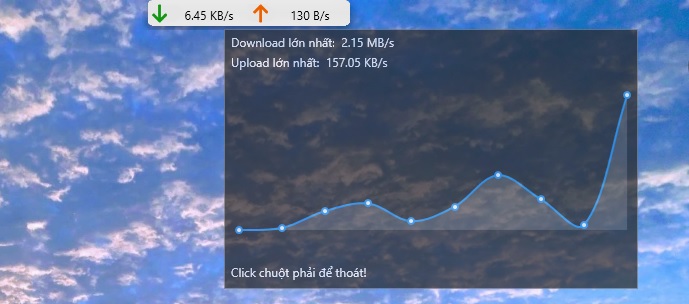 6.45 KB/s 130 B/s
Download lớn nhất: 2.15 MB/s
Upload lớn nhất: 157.05 KB/s
Click chuột phải để thoát!